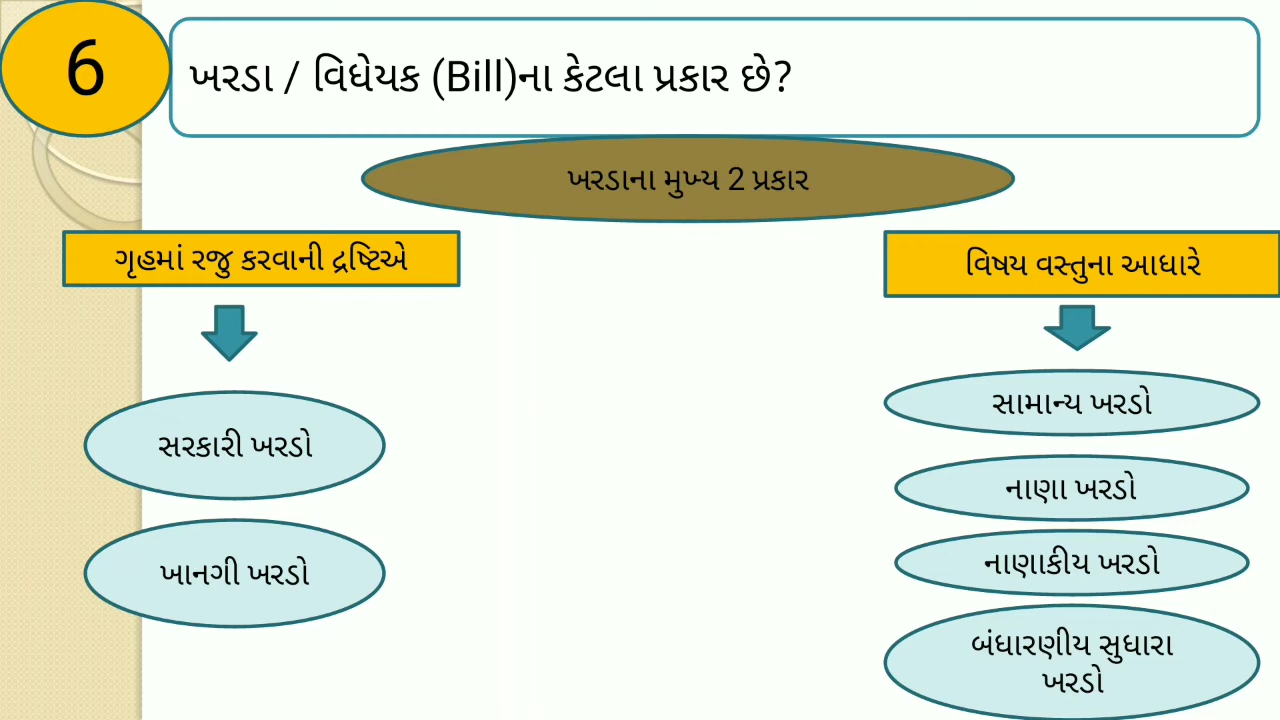 6
ખરડા / વિધેયક (Bill)ના કેટલા પ્રકાર છે?
ખરડાના મુખ્ય 2 પ્રકાર
ગૃહમાં રજુ કરવાની દ્રષ્ટિએ
સરકારી ખરડો
ખાનગી ખરડો
વિષય વસ્તુના આધારે
સામાન્ય ખરડો
નાણા ખરડો
નાણાકીય ખરડો
બંધારણીય સુધારા
ખરડો